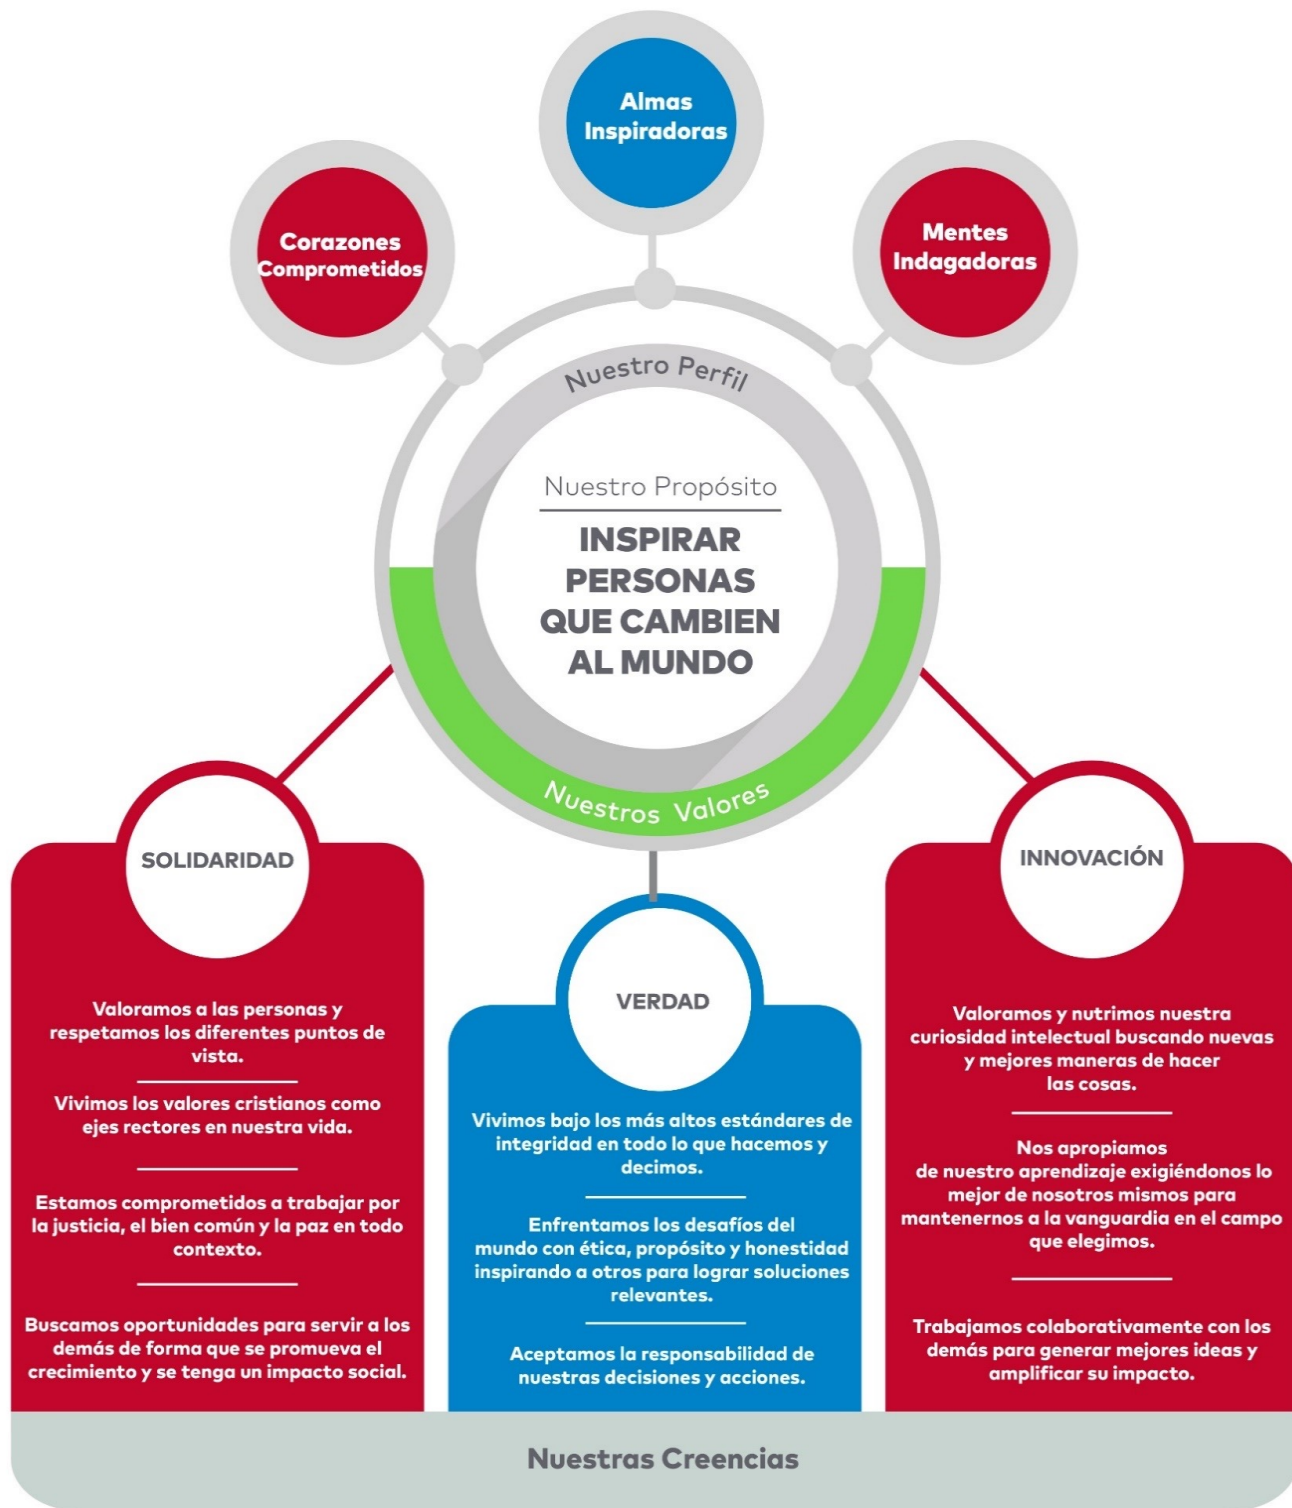 Almas
Inspiradoras
Corazones
Comprometidos
Mentes
Indagadoras
Nuestro Perfil
Nuestro Propósito
INSPIRAR
PERSONAS
QUE CAMBIEN
AL MUNDO
Nuestros Valores
SOLIDARIDAD
Valoramos a las personas y
respetamos los diferentes puntos de
vista.
Vivimos los valores cristianos como
ejes rectores en nuestra vida.
Estamos comprometidos a trabajar por
la justicia, el bien común y la paz en todo
contexto.
Buscamos oportunidades para servir a los
demás de forma que se promueva el
crecimiento y se tenga un impacto social.
VERDAD
Vivimos bajo los más altos estándares de
integridad en todo lo que hacemos y
decimos.
Enfrentamos los desafíos del
mundo con ética, propósito y honestidad
inspirando a otros para lograr soluciones
relevantes.
Aceptamos la responsabilidad de
nuestras decisiones y acciones.
INNOVACIÓN
Valoramos y nutrimos nuestra
curiosidad intelectual buscando nuevas
y mejores maneras de hacer
las cosas.
Nos apropiamos
de nuestro aprendizaje exigiéndonos lo
mejor de nosotros mismos para
mantenernos a la vanguardia en el campo
que elegimos.
Trabajamos colaborativamente con los
demás para generar mejores ideas y
amplificar su impacto.
Nuestras Creencias